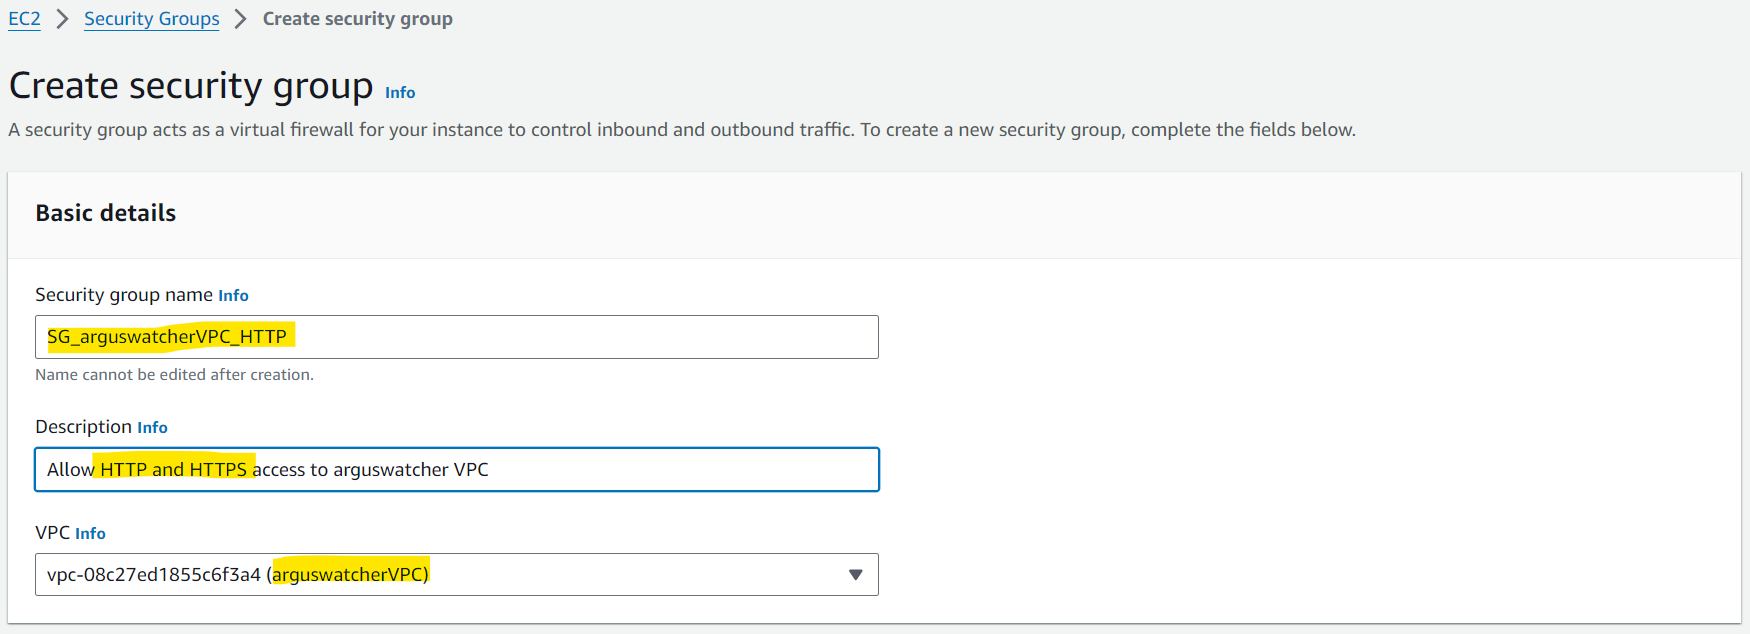 EC2 > Security Groups > Create security group
Create security group Info
A security group acts as a virtual firewall for your instance to control inbound and outbound traffic. To create a new security group, complete the fields below.
Basic details
Security group name Info
SG_arguswatcherVPC_HTTP
Name cannot be edited after creation.
Description Info
Allow HTTP and HTTPS access to arguswatcher VPC
VPC Info
vpc-08c27ed1855c6f3a4 (arguswatcherVPC)